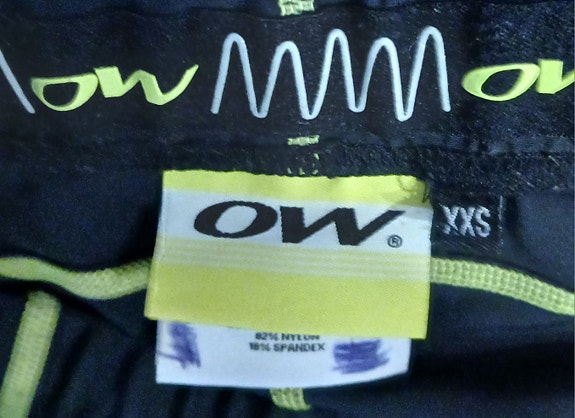 OW OW
OW®
XXS
82% NYLON
18% SPANDEX